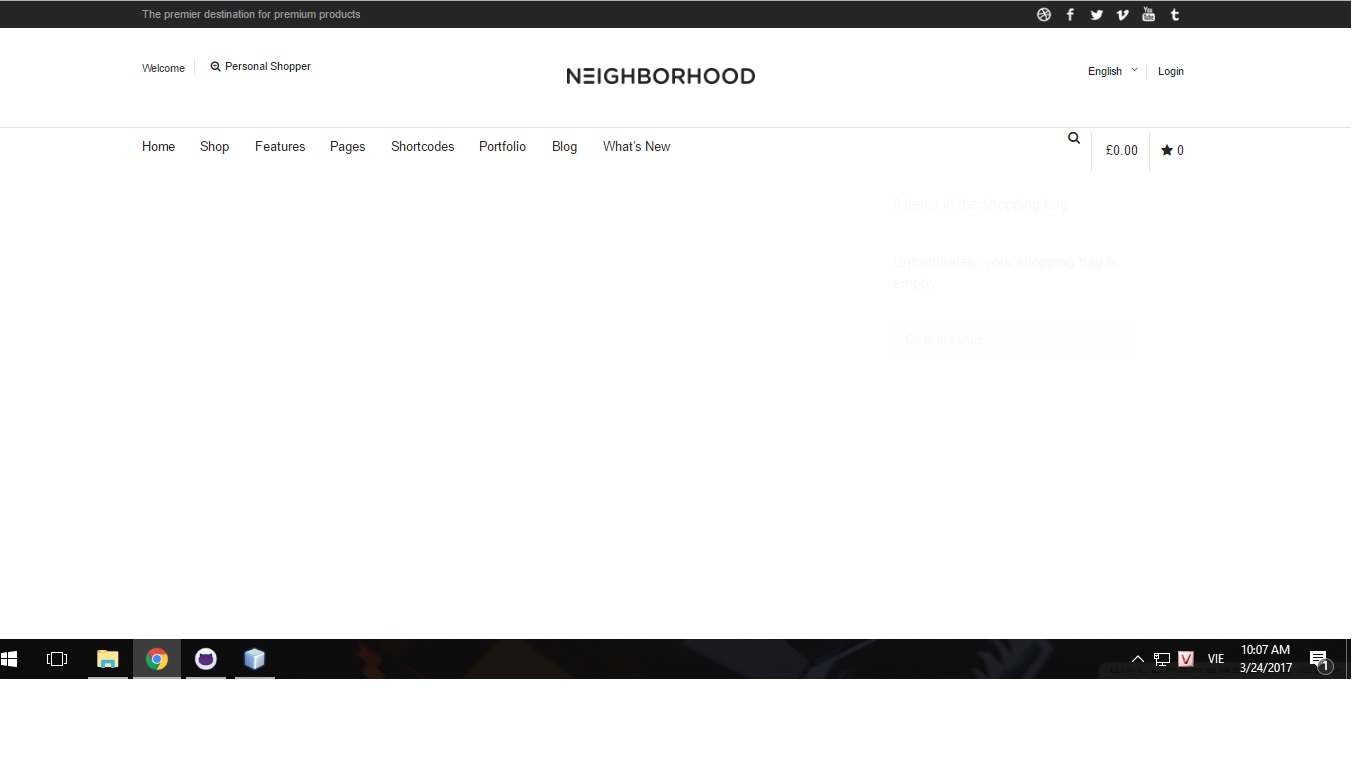 The premier destination for premium products
Welcome
Personal Shopper
NEIGHBORHOOD
English
Login
Home
Shop
Features
Pages
Shortcodes
Portfolio
Blog
What's New
£0.00
0
0 items in the shopping bag
Unfortunately, your shopping bag is
empty
Go to the shop
VIE
10:07 AM
3/24/2017
1